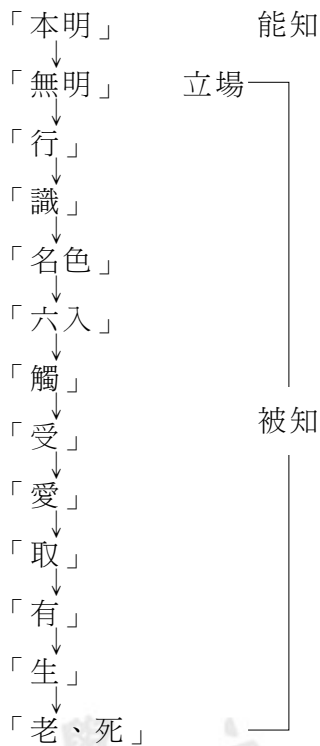 「本明」 能知
「無明」 立場
「行」
「識」
「名色」
「六入」
「觸」
「受」 被知
「愛」
「取」
「有」
「生」
「老、死」